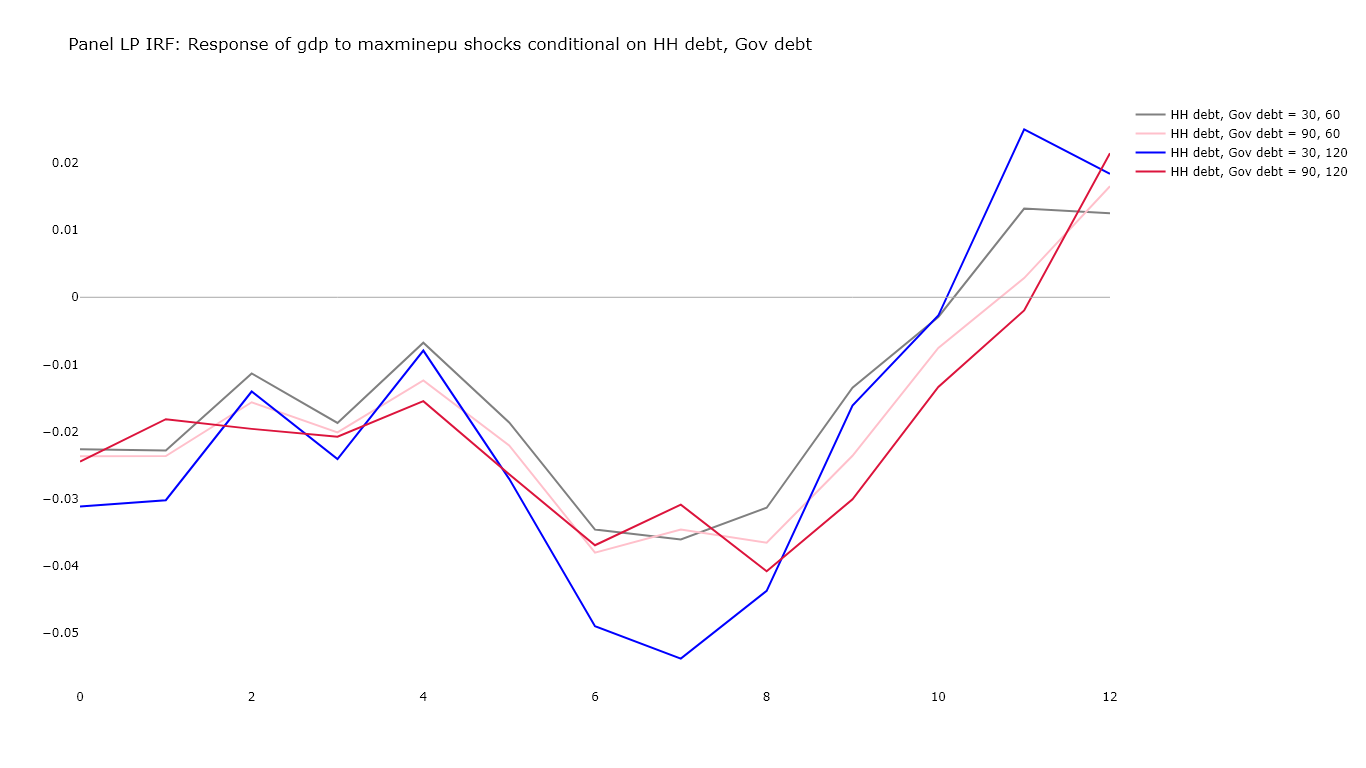 Panel LP IRF: Response of gdp to maxminepu shocks conditional on HH debt, Gov debt
HH debt, Gov debt = 30, 60
HH debt, Gov debt = 90, 60
HH debt, Gov debt = 30, 120
HH debt, Gov debt = 90, 120
0.02
0.01
0
−0.01
−0.02
−0.03
−0.04
−0.05
0 2 4 6 8 10 12